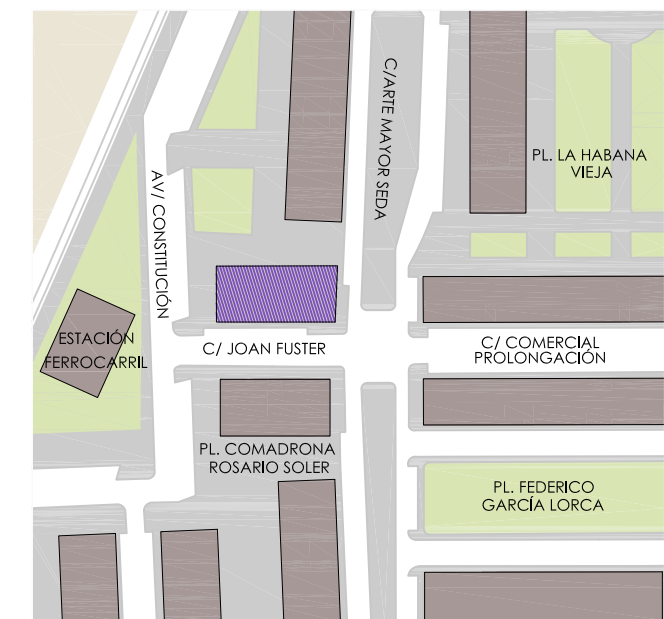 C/ARTE MAYOR SEDA
PL. LA HABANA
VIEJA
AV/ CONSTITUCIÓN
ESTACIÓN
FERROCARRIL
C/ JOAN FUSTER
C/ COMERCIAL
PROLONGACIÓN
PL. COMADRONA
ROSARIO SOLER
PL. FEDERICO
GARCÍA LORCA